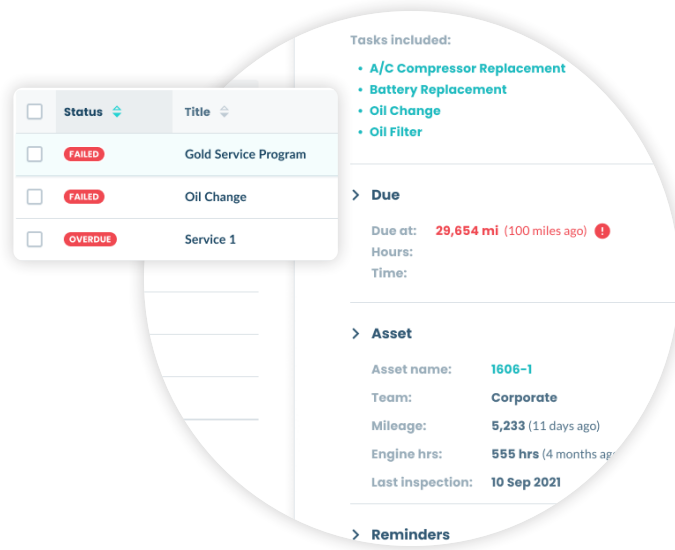 Tasks included:
• A/C Compressor Replacement
• Battery Replacement
• Oil Change
• Oil Filter
Status Title
FAILED Gold Service Program
FAILED Oil Change
OVERDUE Service 1
Due
Due at: 29,654 mi (100 miles ago) !
Hours:
Time:
Asset
Asset name: 1606-1
Team: Corporate
Mileage: 5,233 (11 days ago)
Engine hrs: 555 hrs (4 months ago
Last inspection: 10 Sep 2021
Reminders